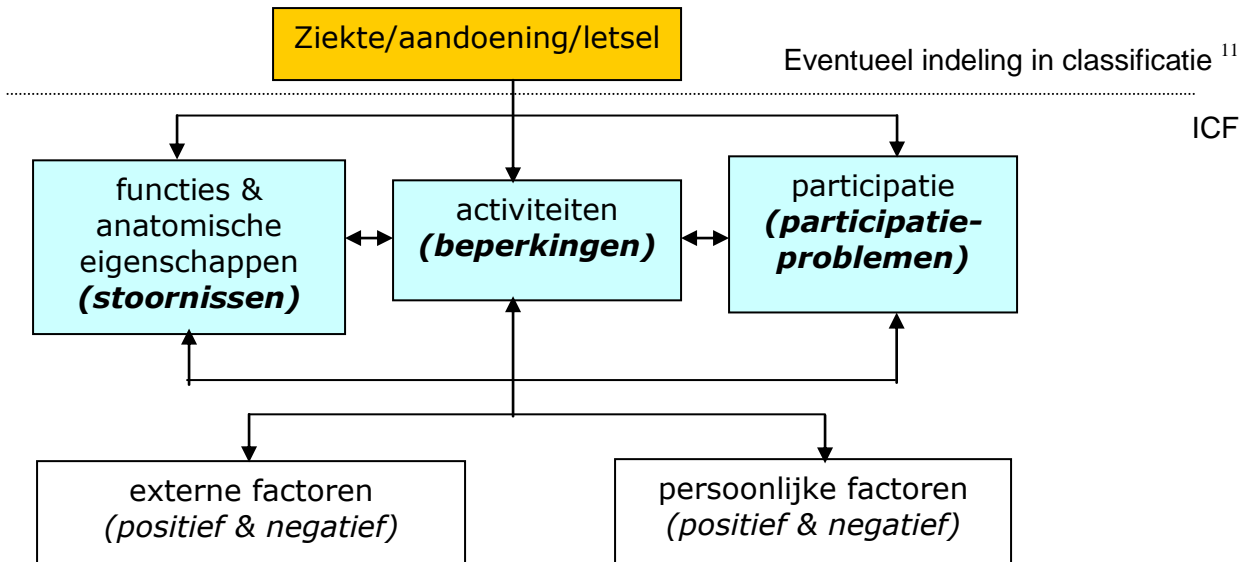 Ziekte/aandoening/letsel
Eventueel indeling in classificatie 11
ICF
functies &
anatomische
eigenschappen
(stoornissen)
activiteiten
(beperkingen)
participatie
(participatie-
problemen)
externe factoren
(positief & negatief)
persoonlijke factoren
(positief & negatief)